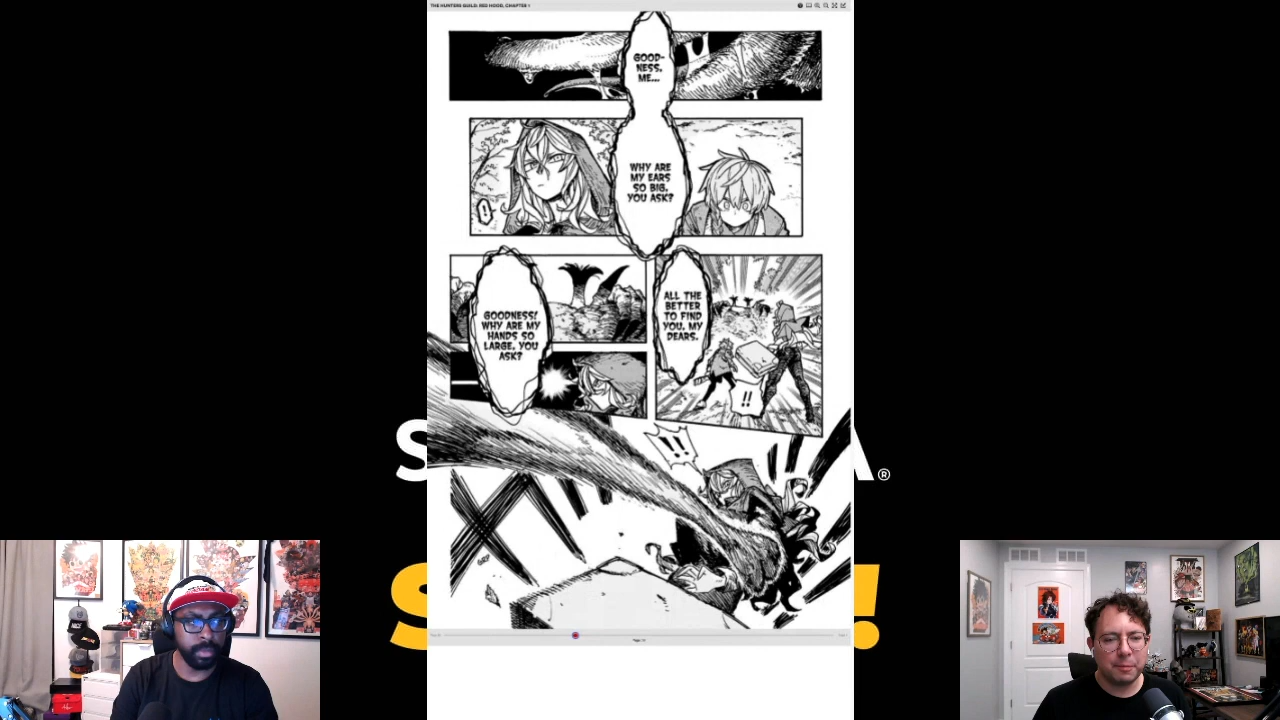 THE HUNTERS GUILD: RED HOOD, CHAPTER 1
GOOD-
NESS,
ME...
WHY ARE
MY EARS
SO BIG,
YOU ASK?
!
ALL THE
BETTER
TO FIND
YOU, MY
DEARS.
!!
GOODNESS!
WHY ARE MY
HANDS SO
LARGE, YOU
ASK?
!!
S
A®
S
!